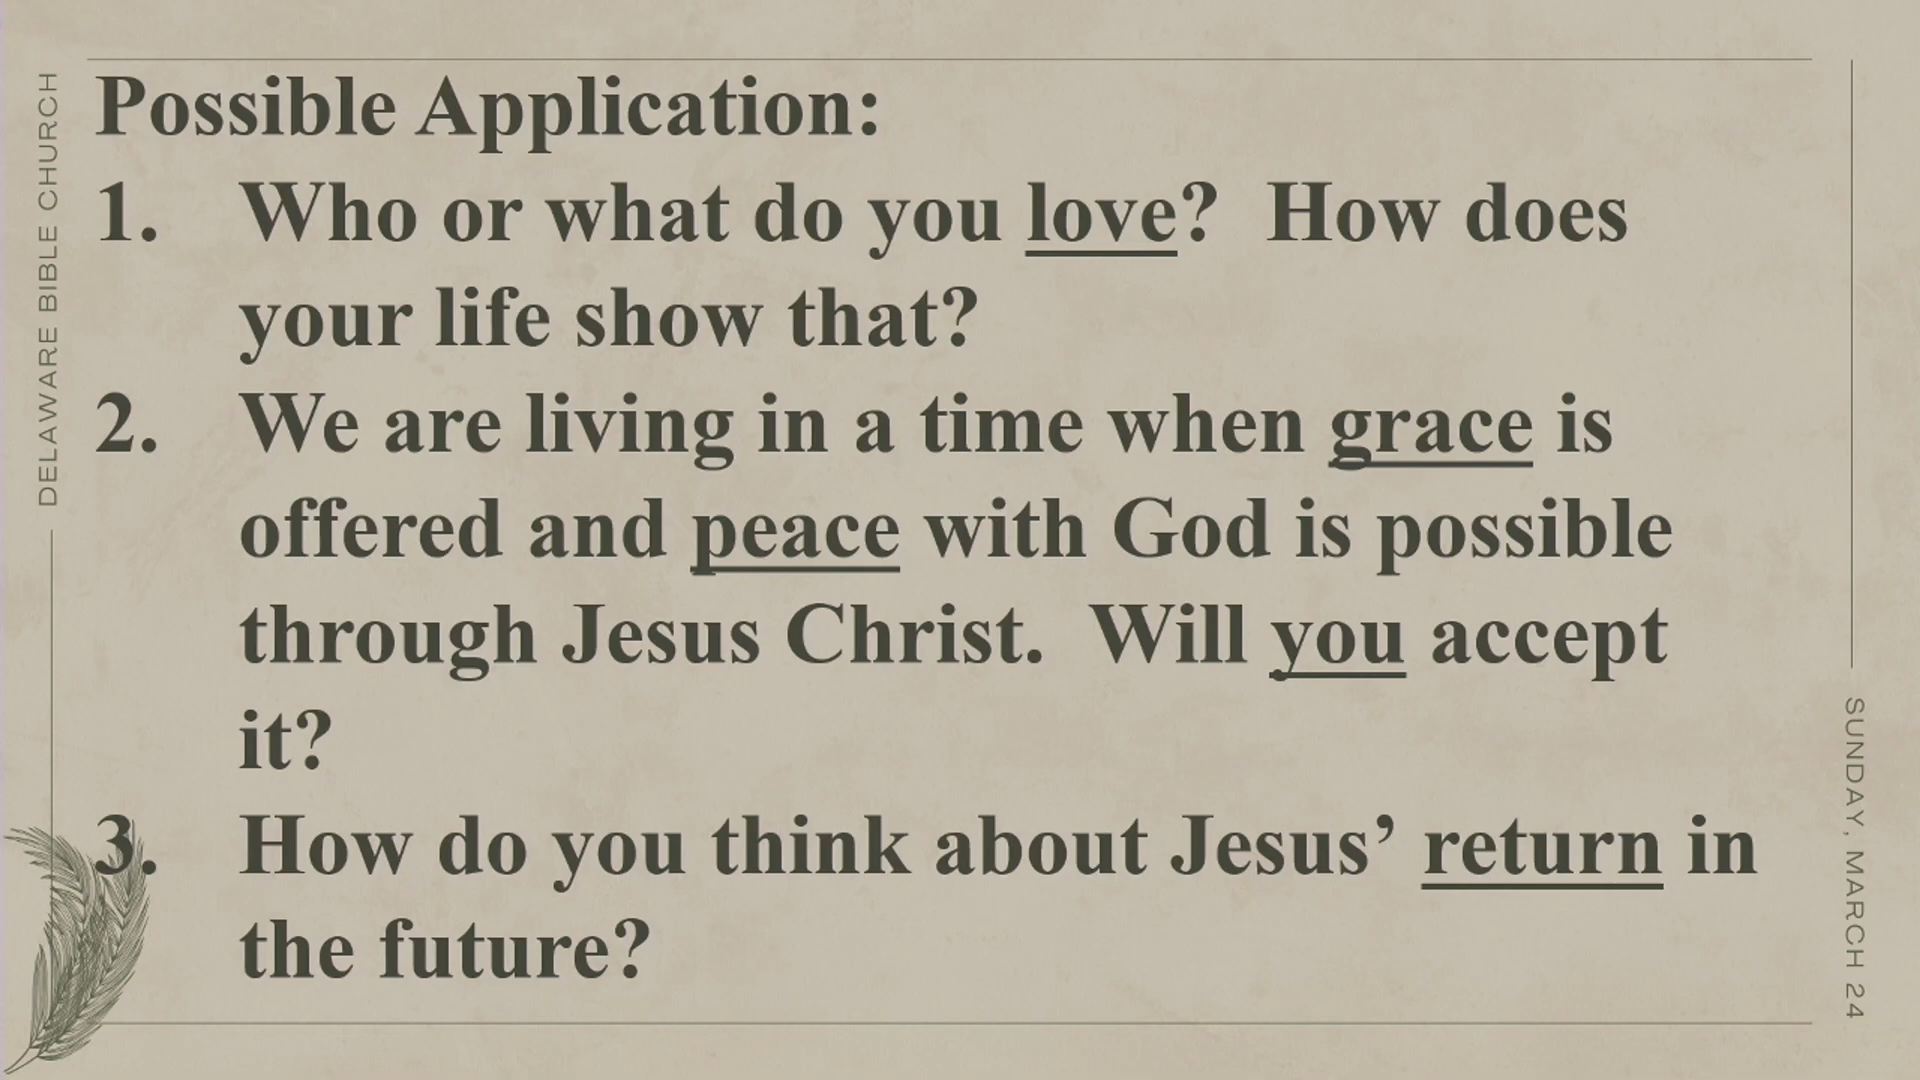 DELAWARE BIBLE CHURCH
Possible Application:
1. Who or what do you love?  How does
your life show that?
2. We are living in a time when grace is
offered and peace with God is possible
through Jesus Christ.  Will you accept
it?
3. How do you think about Jesus’ return in
the future?
SUNDAY, MARCH 24